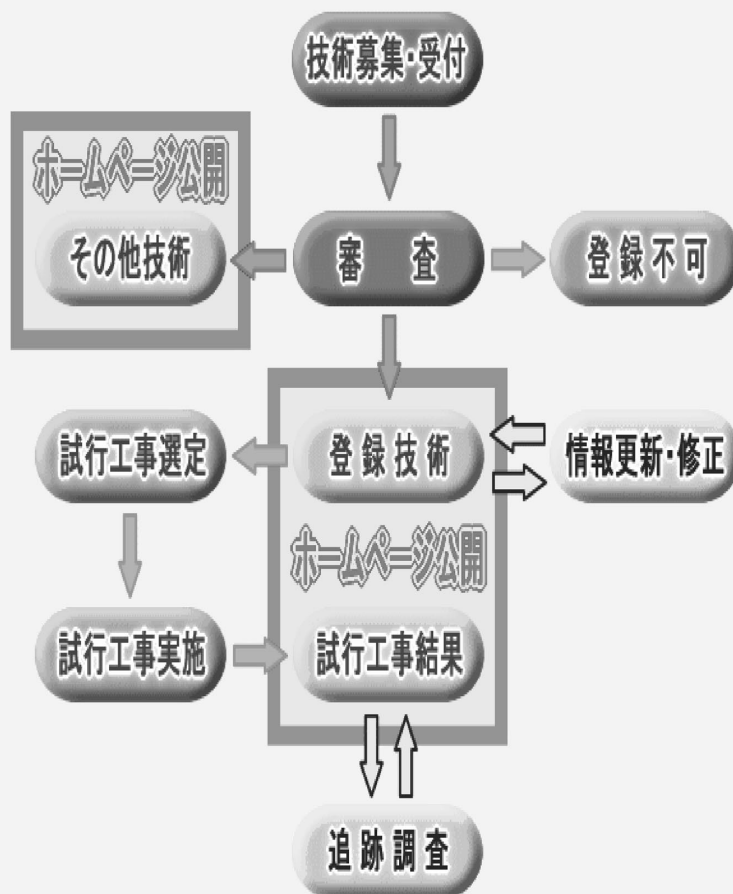 技術募集・受付
ホームページ公開
その他技術
審査
登録不可
試行工事選定
登録技術
情報更新・修正
ホームページ公開
試行工事実施
試行工事結果
追跡調査